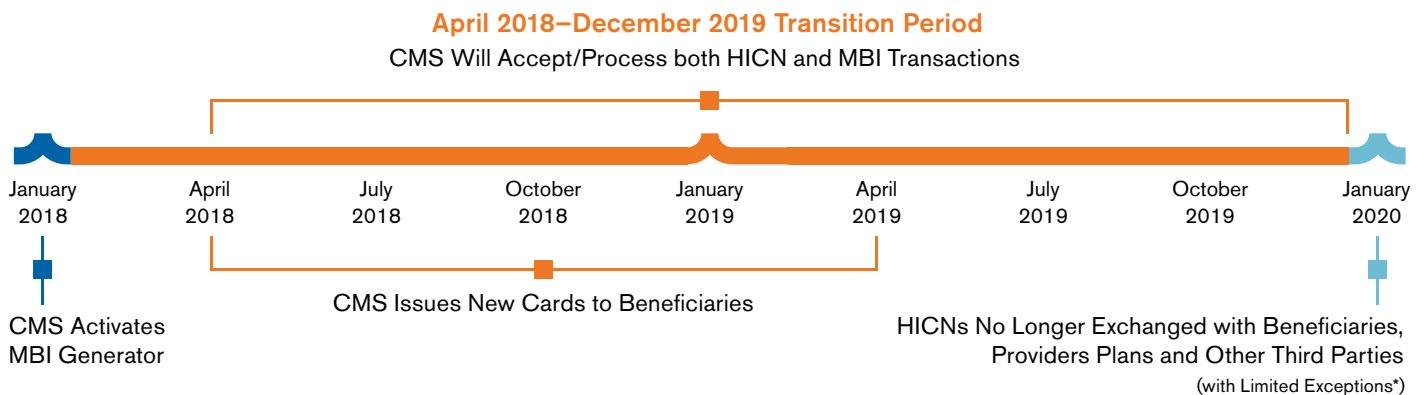 April 2018–December 2019 Transition Period
CMS Will Accept/Process both HICN and MBI Transactions
January
2018
April
2018
July
2018
October
2018
January
2019
April
2019
July
2019
October
2019
January
2020
CMS Issues New Cards to Beneficiaries
CMS Activates
MBI Generator
HICNs No Longer Exchanged with Beneficiaries,
Providers Plans and Other Third Parties
(with Limited Exceptions*)